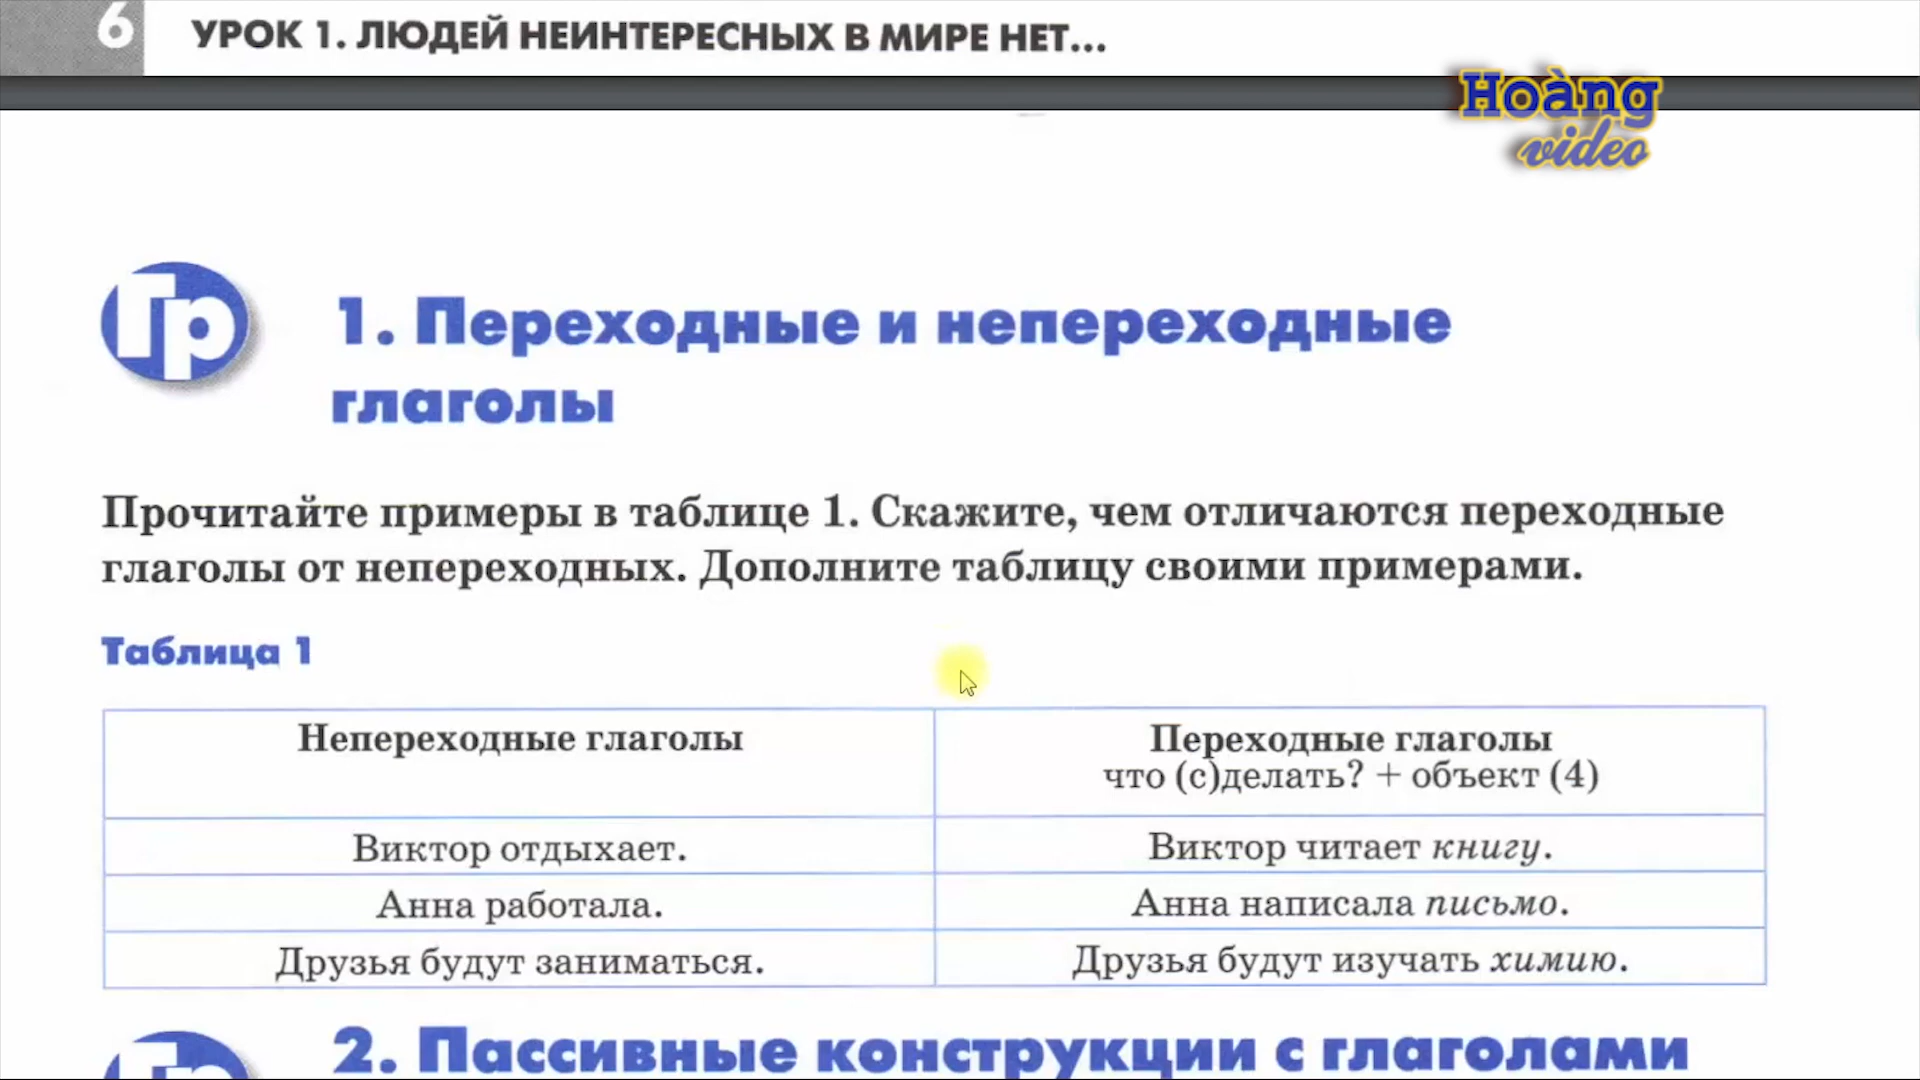 6
УРОК 1. ЛЮДЕЙ НЕИНТЕРЕСНЫХ В МИРЕ НЕТ...
Hoàng
video
Гр
1. Переходные и непереходные
глаголы
Прочитайте примеры в таблице 1. Скажите, чем отличаются переходные
глаголы от непереходных. Дополните таблицу своими примерами.
Таблица 1
Непереходные глаголы
Переходные глаголы
что (с)делать? + объект (4)
Виктор отдыхает.
Виктор читает книгу.
Анна работала.
Анна написала письмо.
Друзья будут заниматься.
Друзья будут изучать химию.
Гр
2. Пассивные конструкции с глаголами